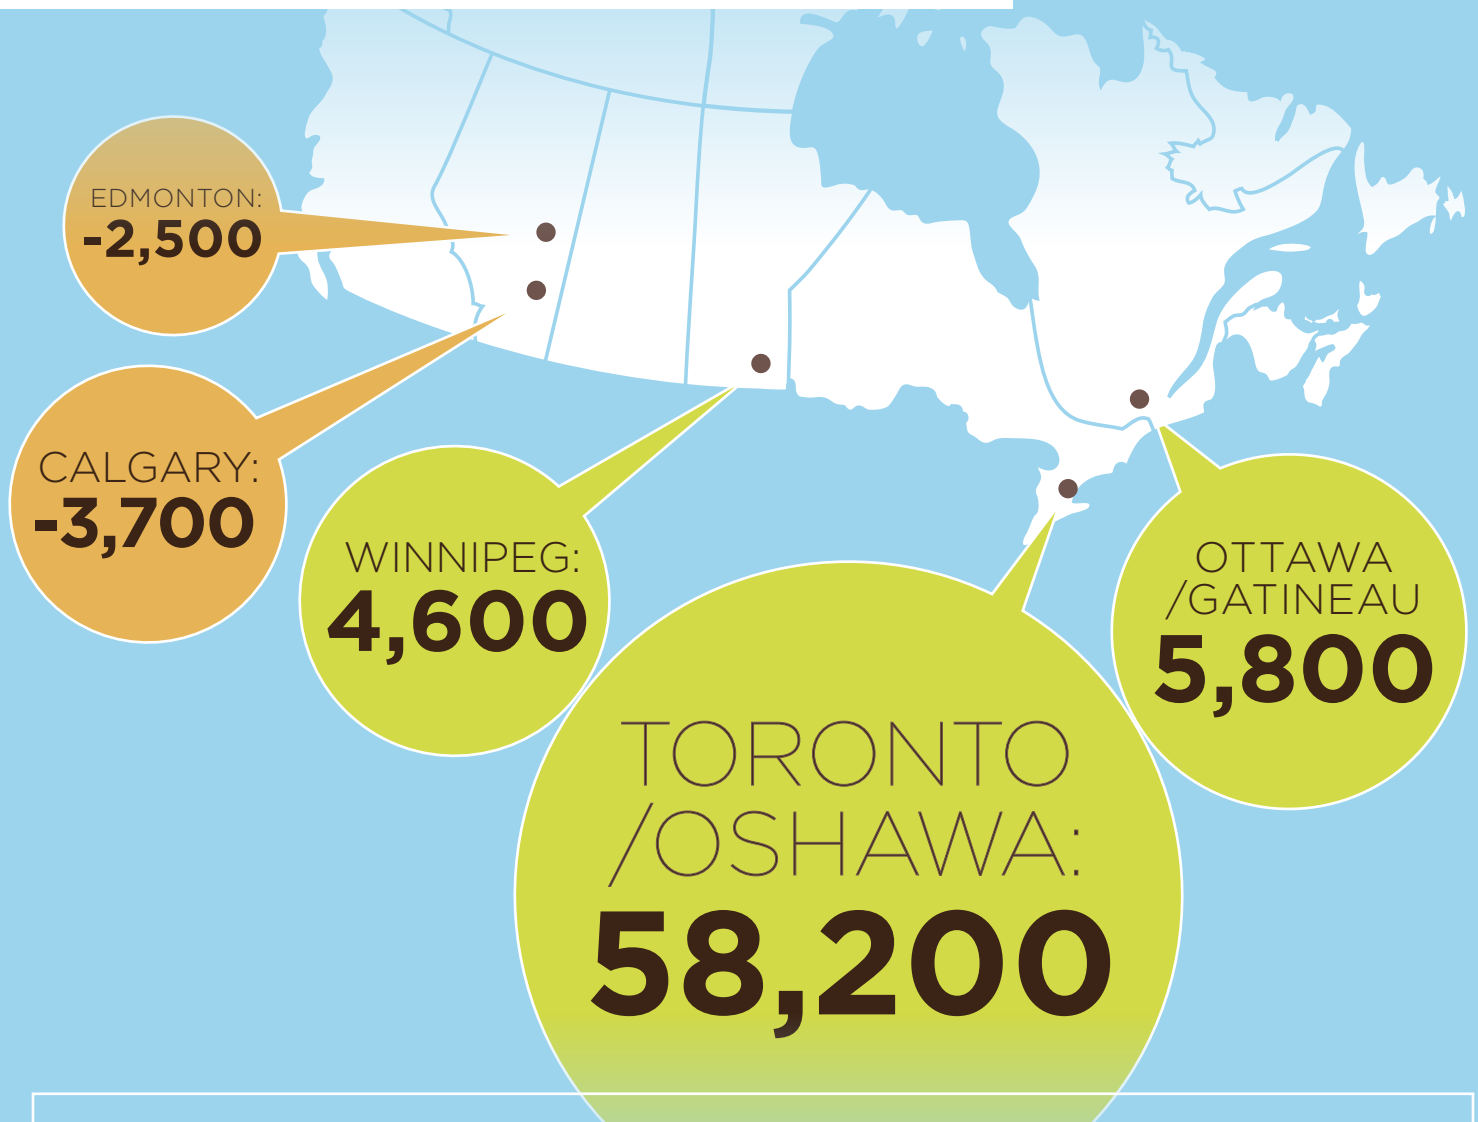 EDMONTON:
-2,500
CALGARY:
-3,700
WINNIPEG:
4,600
OTTAWA
/GATINEAU
5,800
TORONTO
/OSHAWA:
58,200